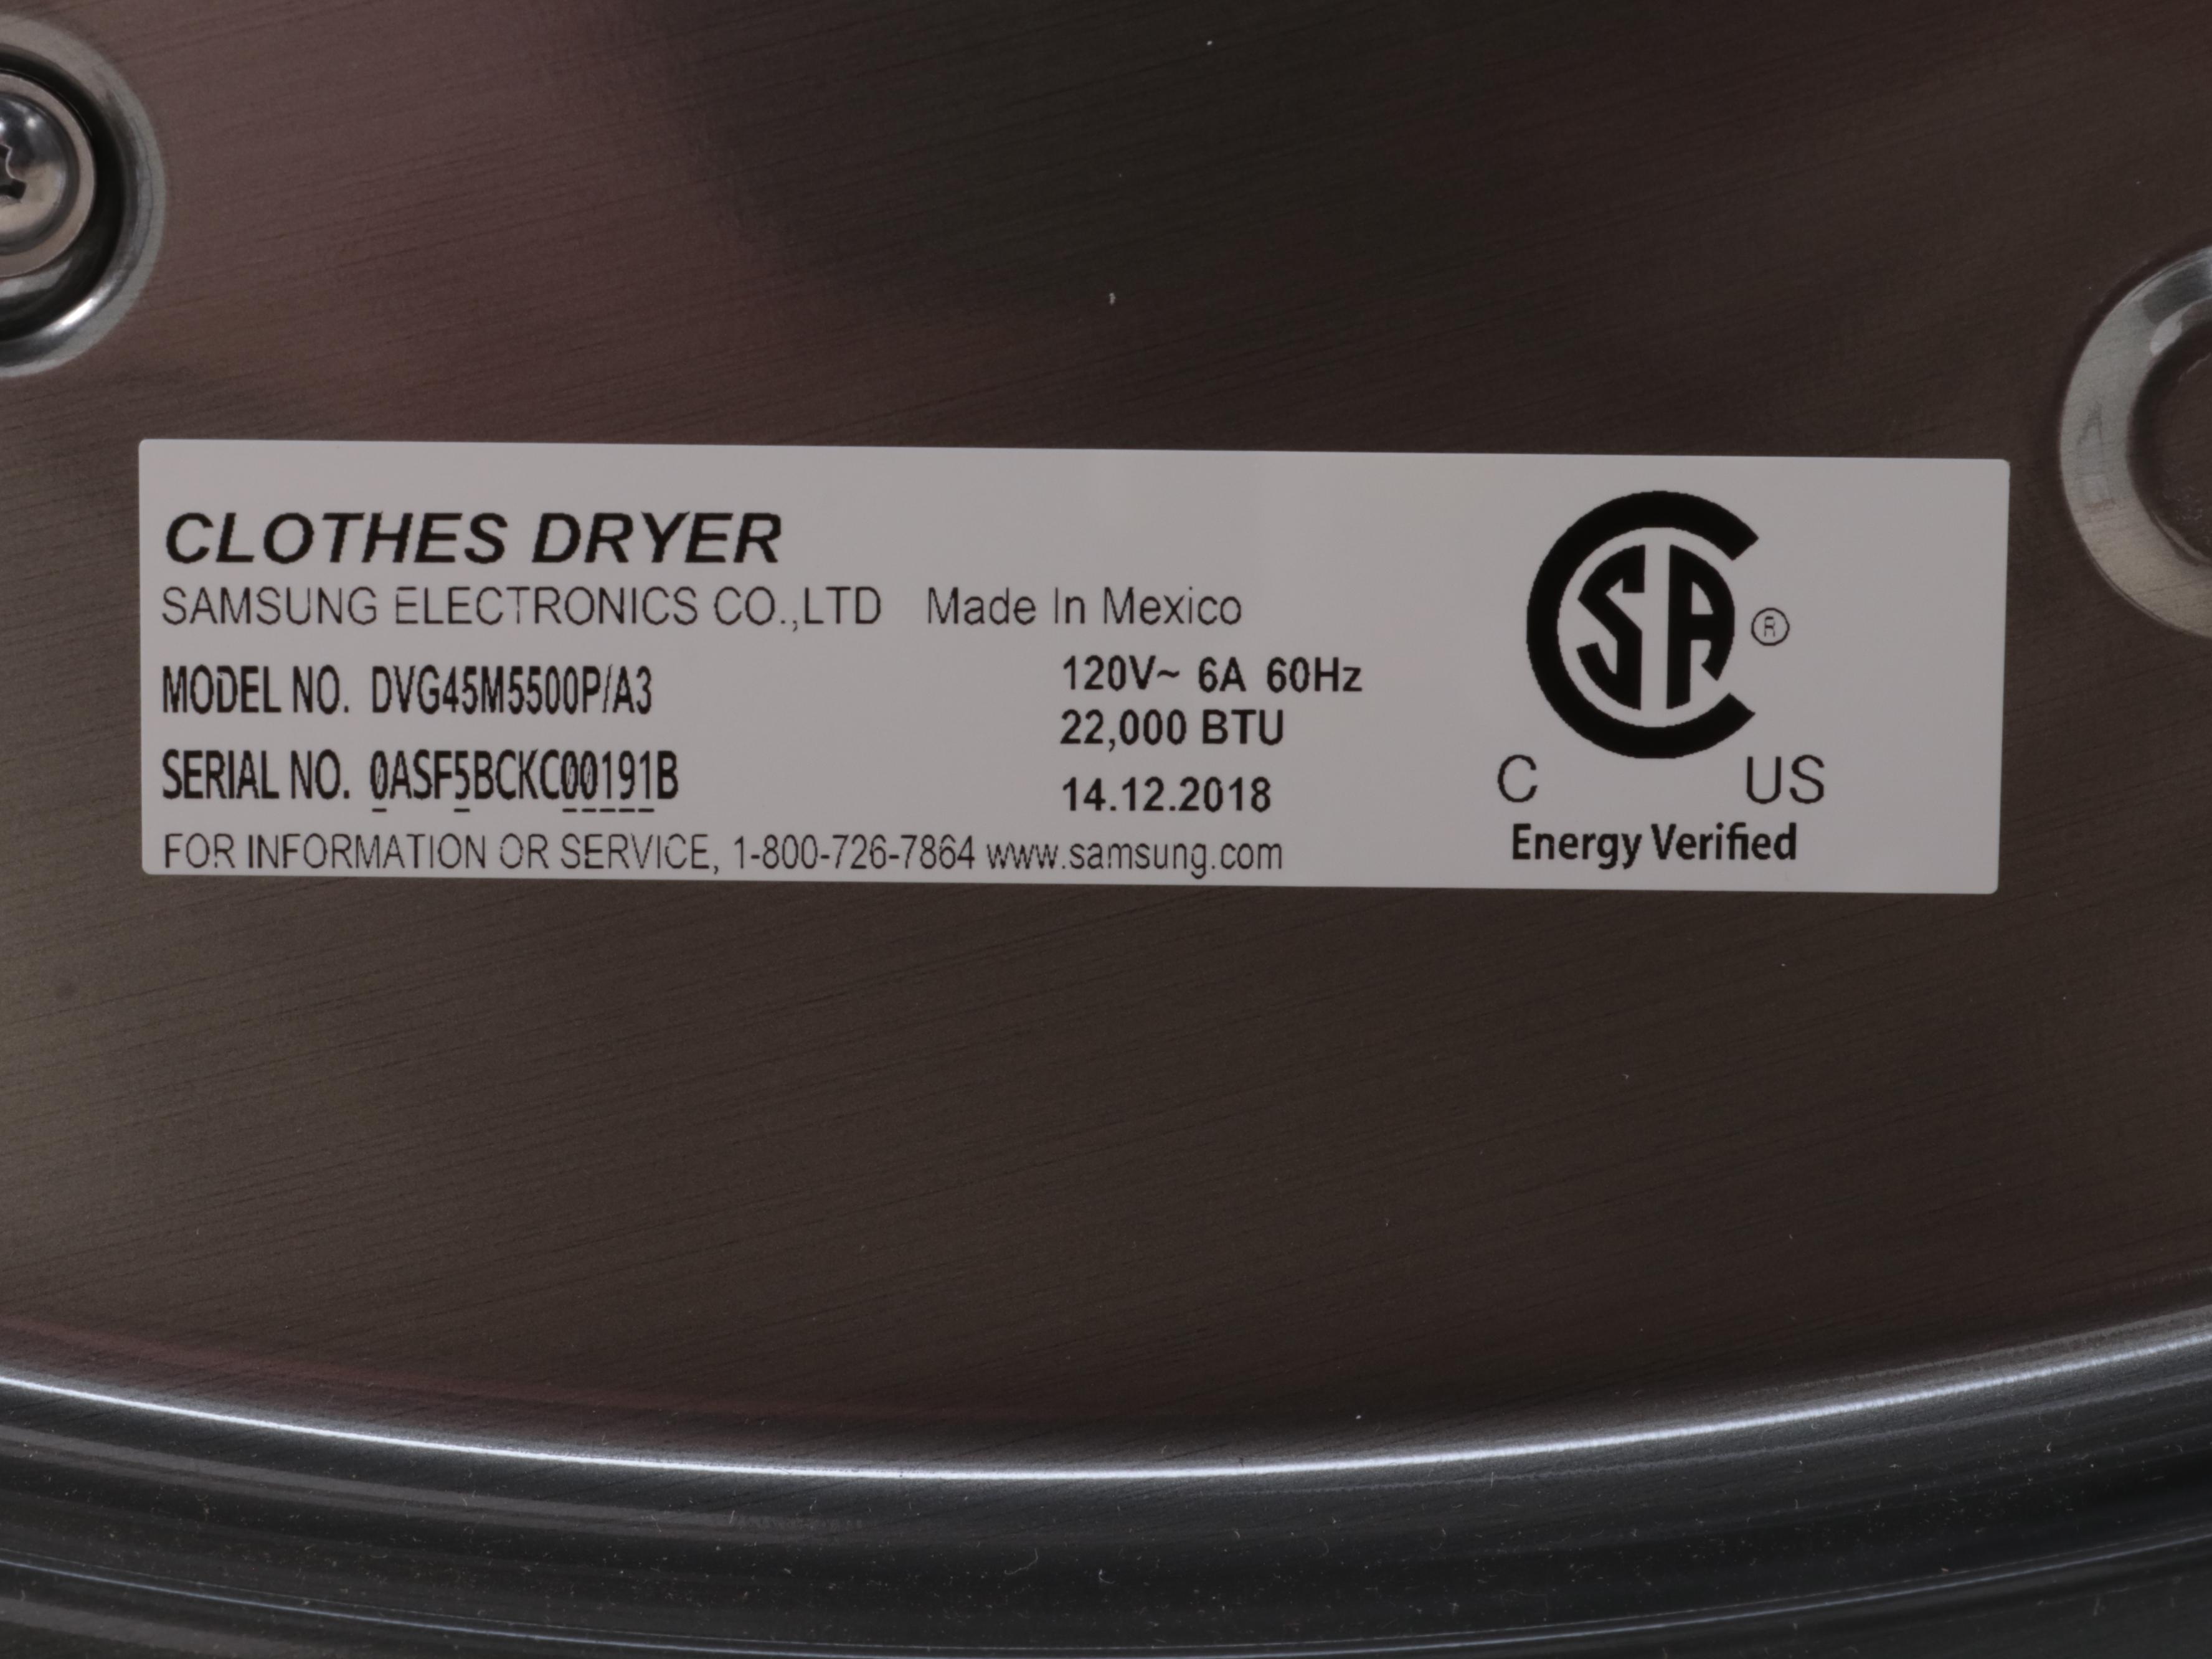 CLOTHES DRYER
SAMSUNG ELECTRONICS CO.,LTD Made In Mexico
MODEL NO. DVG45M5500P/A3
120V~ 6A 60Hz
22,000 BTU
SERIAL NO. 0ASF5BCKC00191B
14.12.2018
FOR INFORMATION OR SERVICE, 1-800-726-7864 www.samsung.com
CSA ®
C US
Energy Verified